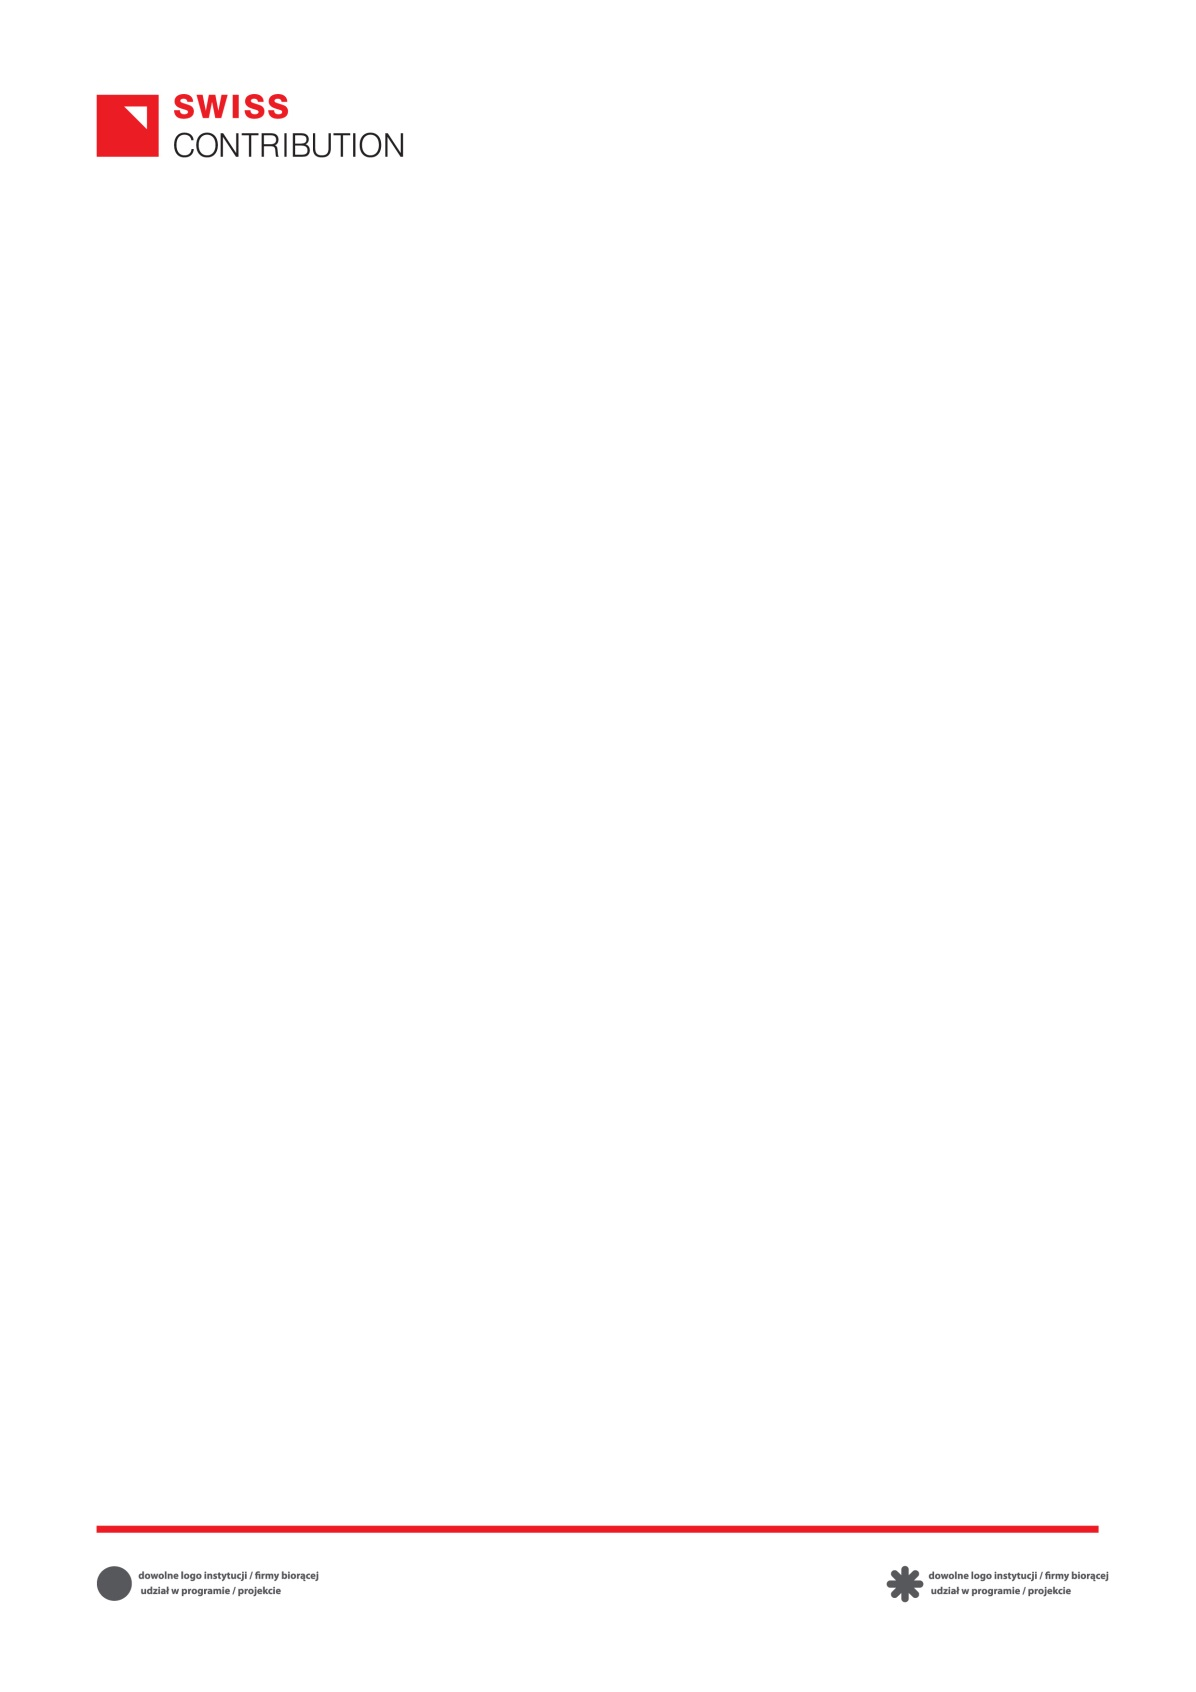 SWISS
CONTRIBUTION
dowolne logo instytucji / firmy biorącej
udział w programie / projekcie
dowolne logo instytucji / firmy biorącej
udział w programie / projekcie